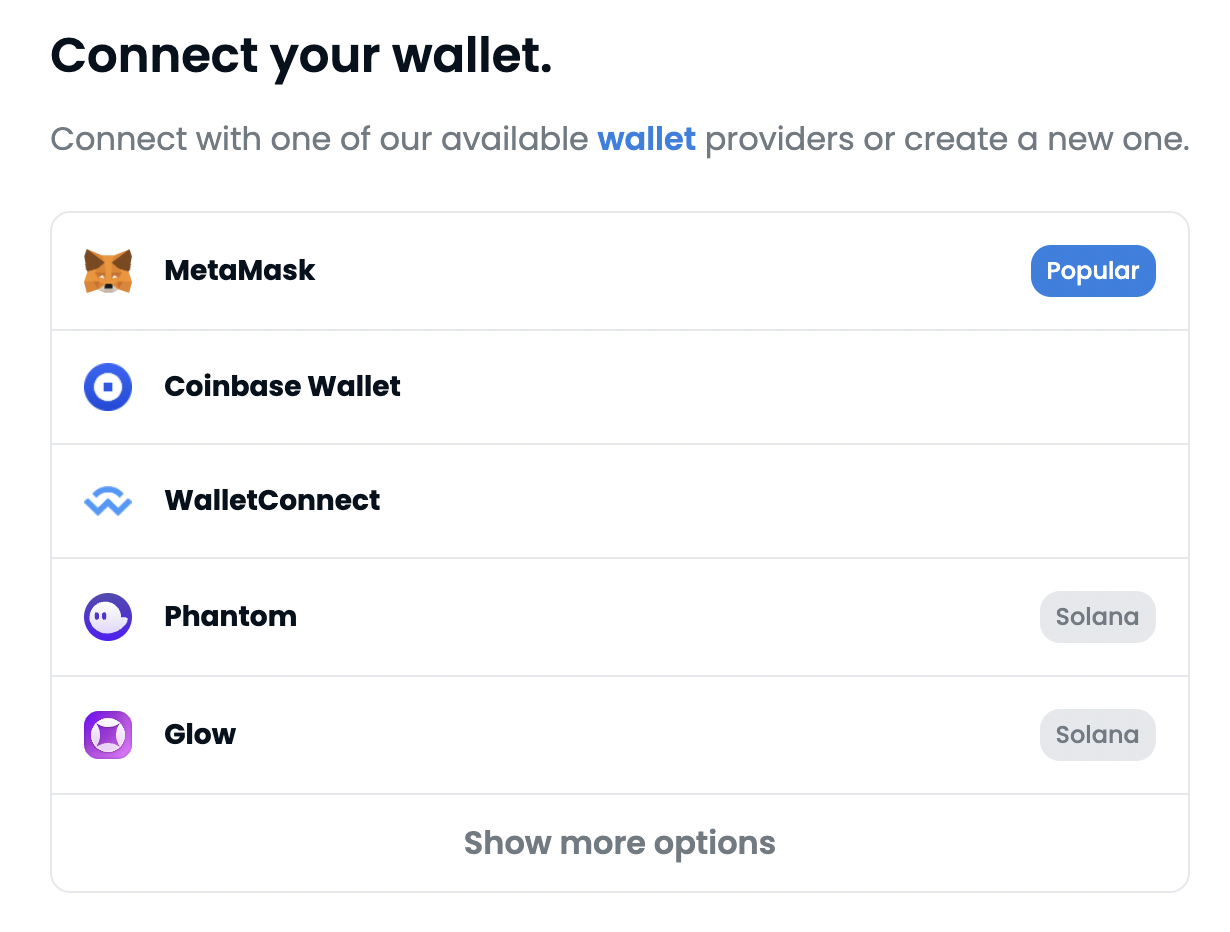 Connect your wallet.
Connect with one of our available wallet providers or create a new one.
MetaMask Popular
Coinbase Wallet
WalletConnect
Phantom Solana
Glow Solana
Show more options